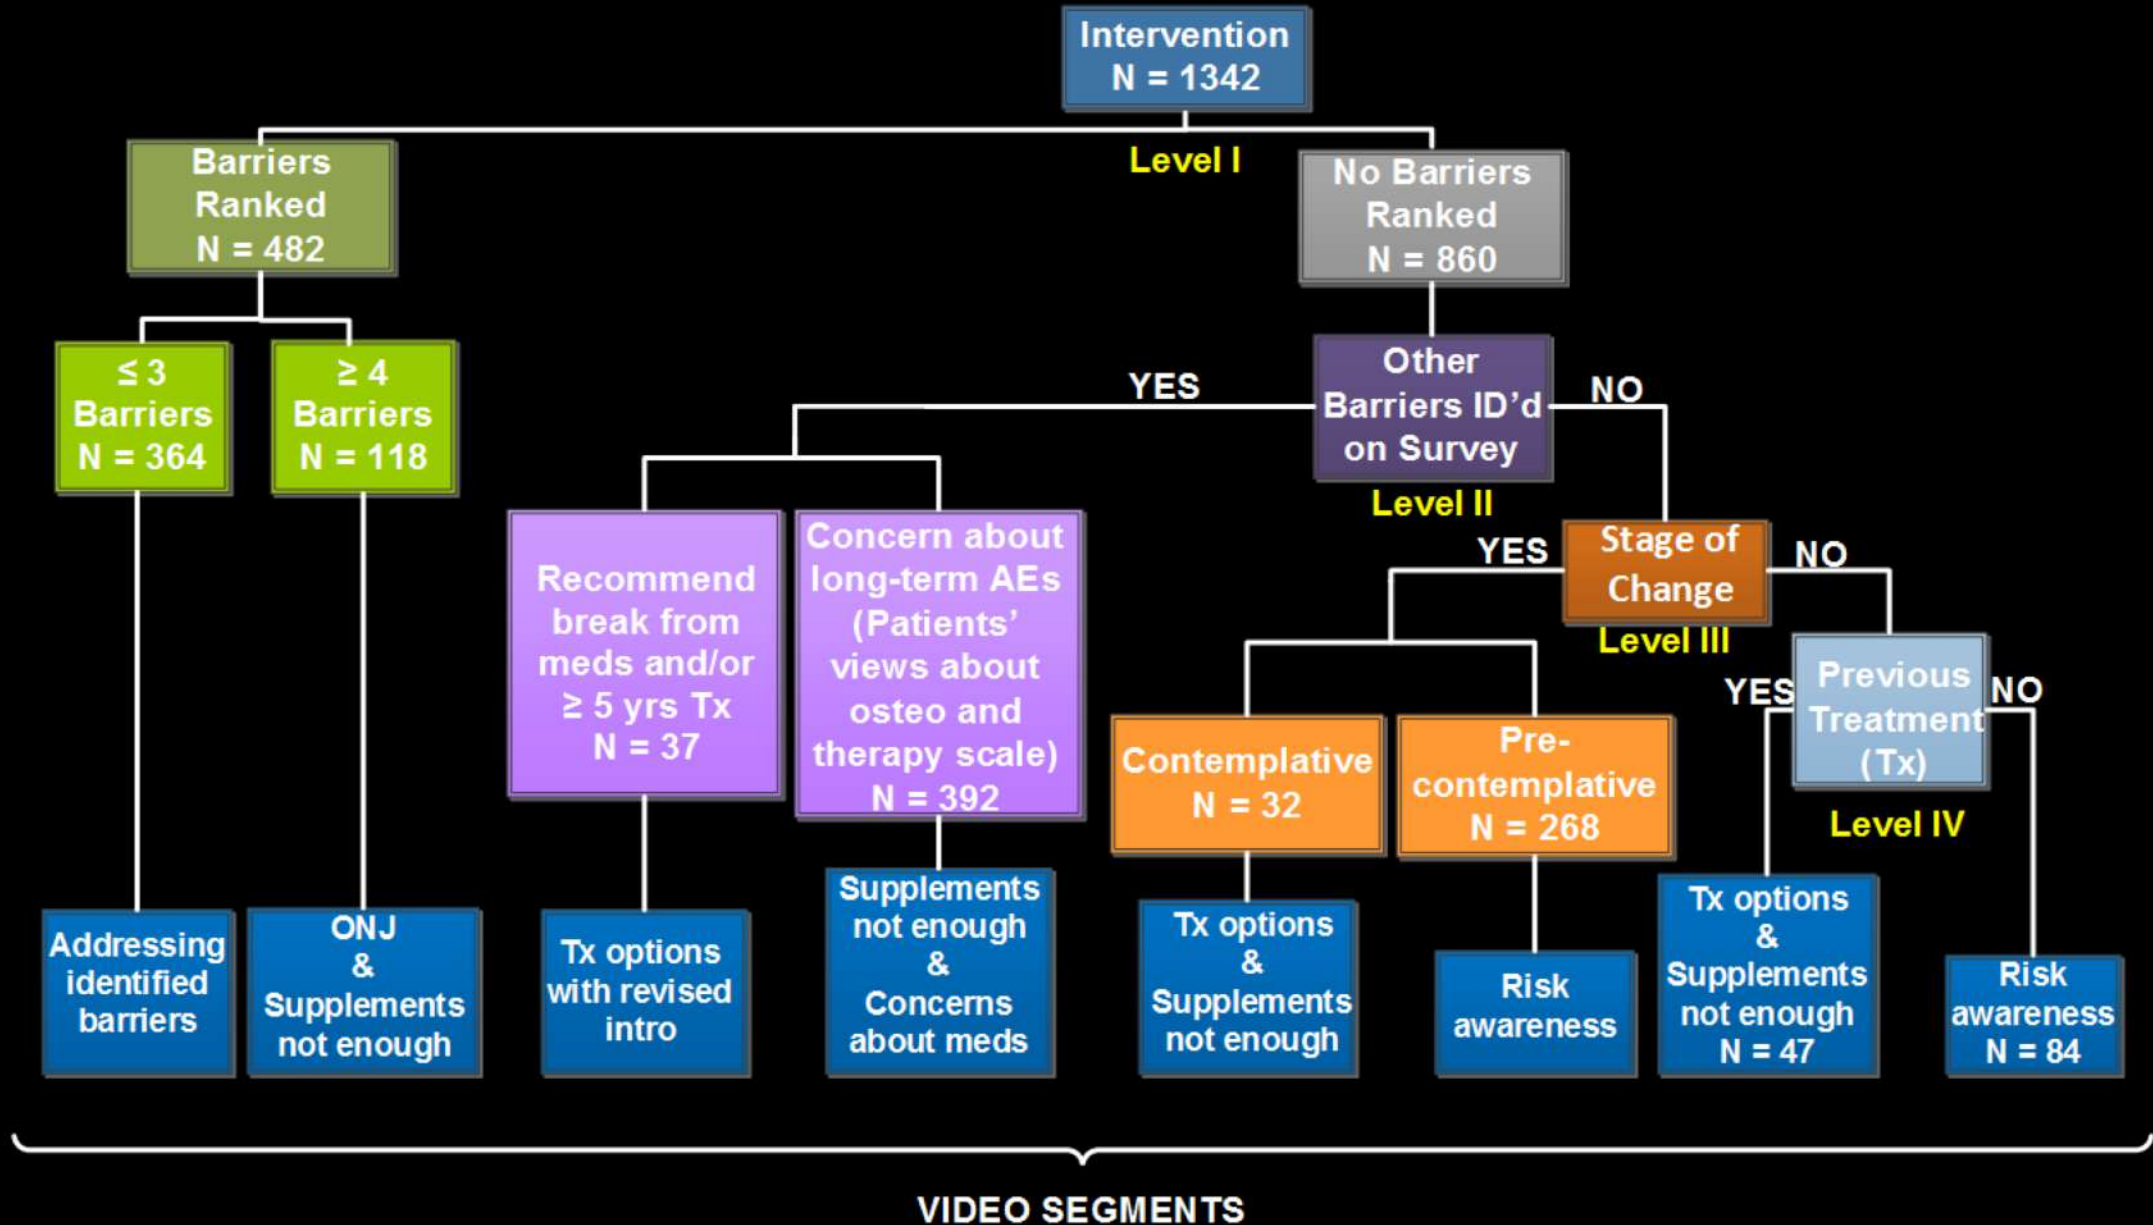 Intervention
N = 1342
Level I
Barriers
Ranked
N = 482
No Barriers
Ranked
N = 860
≤ 3
Barriers
N = 364
≥ 4
Barriers
N = 118
YES
Other
Barriers ID’d
on Survey
NO
Level II
Recommend
break from
meds and/or
≥ 5 yrs Tx
N = 37
Concern about
long-term AEs
(Patients’
views about
osteo and
therapy scale)
N = 392
YES
Stage of
Change
NO
Level III
Contemplative
N = 32
Pre-
contemplative
N = 268
YES
Previous
Treatment
(Tx)
NO
Level IV
Addressing
identified
barriers
ONJ
&
Supplements
not enough
Tx options
with revised
intro
Supplements
not enough
&
Concerns
about meds
Tx options
&
Supplements
not enough
Risk
awareness
Tx options
&
Supplements
not enough
N = 47
Risk
awareness
N = 84
VIDEO SEGMENTS